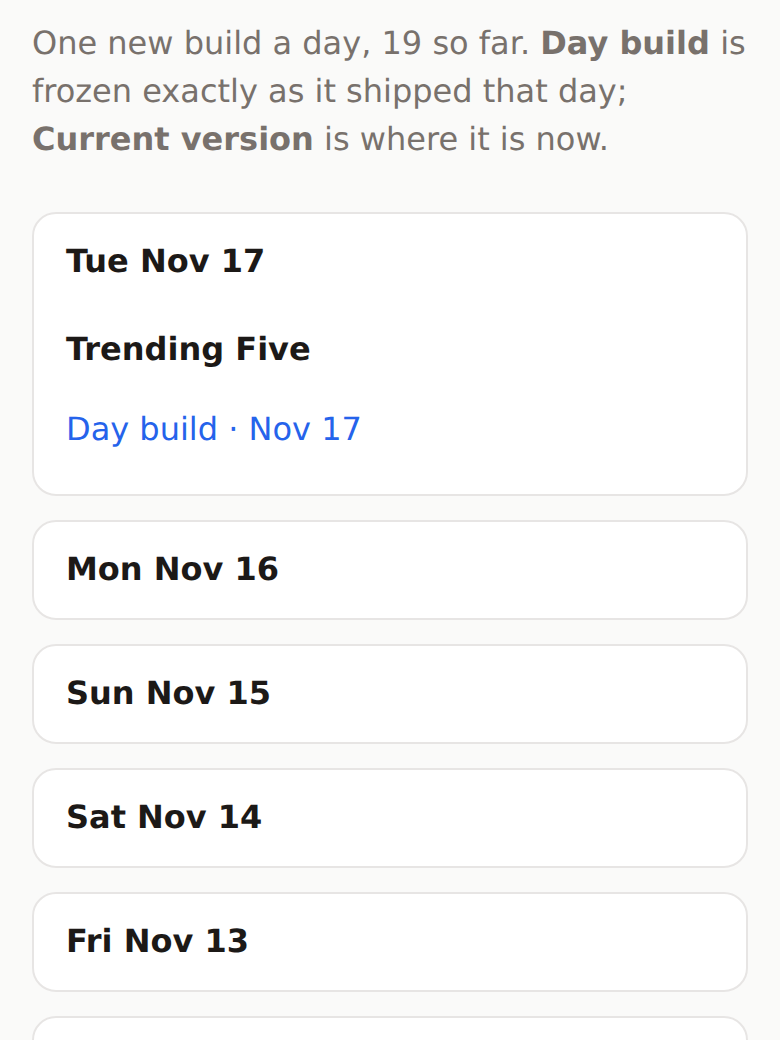 One new build a day, 19 so far. Day build is
frozen exactly as it shipped that day;
Current version is where it is now.
Tue Nov 17
Trending Five
Day build · Nov 17
Mon Nov 16
Sun Nov 15
Sat Nov 14
Fri Nov 13